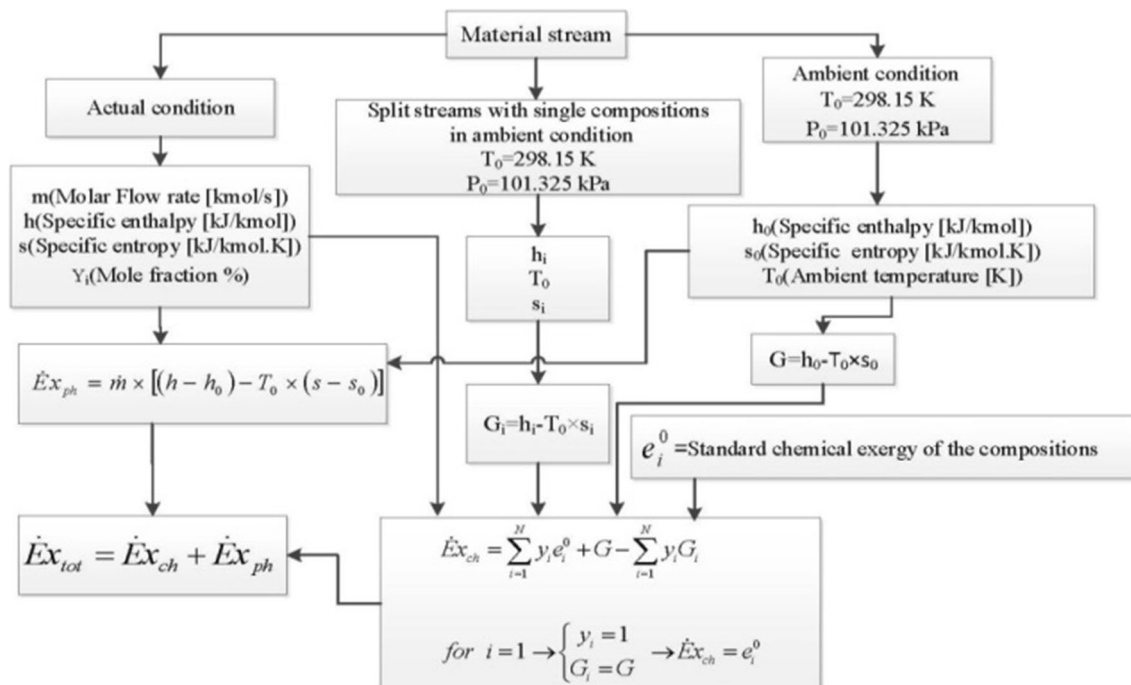 Material stream
Actual condition
Split streams with single compositions
in ambient condition
T₀=298.15 K
P₀=101.325 kPa
Ambient condition
T₀=298.15 K
P₀=101.325 kPa
m(Molar Flow rate [kmol/s])
h(Specific enthalpy [kJ/kmol])
s(Specific entropy [kJ/kmol.K])
Yᵢ(Mole fraction %)
hᵢ
T₀
sᵢ
h₀(Specific enthalpy [kJ/kmol])
s₀(Specific entropy [kJ/kmol.K])
T₀(Ambient temperature [K])
Ėx_ph = ṁ × [(h − h₀) − T₀ × (s − s₀)]
Gᵢ=hᵢ-T₀×sᵢ
G=h₀-T₀×s₀
eᵢ⁰ =Standard chemical exergy of the compositions
Ėx_tot = Ėx_ch + Ėx_ph
Ėx_ch = ∑_{i=1}^{N} yᵢeᵢ⁰ + G − ∑_{i=1}^{N} yᵢGᵢ
for i = 1 → { yᵢ = 1 Gᵢ = G → Ėx_ch = eᵢ⁰